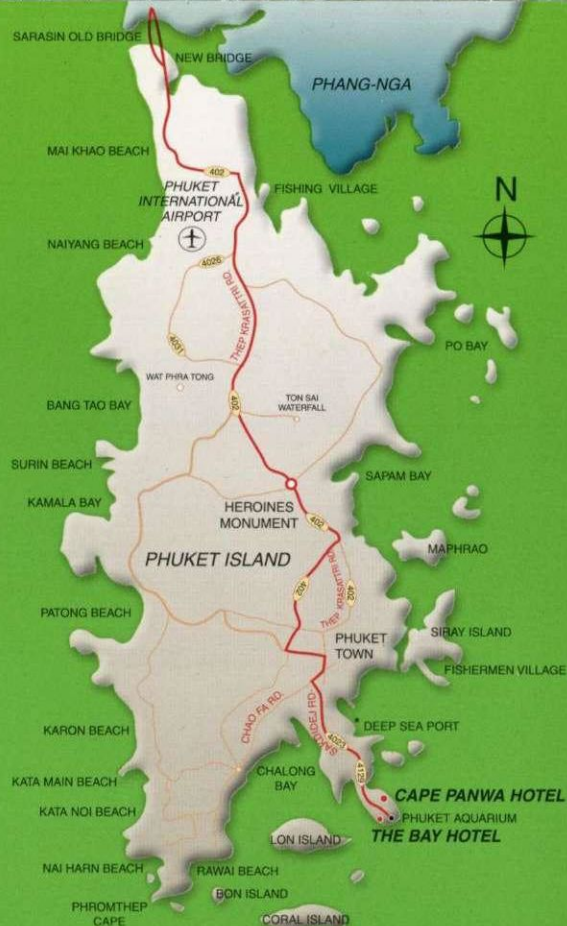 SARASIN OLD BRIDGE
NEW BRIDGE
PHANG-NGA
MAI KHAO BEACH
402
PHUKET
INTERNATIONAL
AIRPORT
FISHING VILLAGE
N
NAIYANG BEACH
4026
THEP KRASATTRI RD.
4031
PO BAY
WAT PHRA TONG
402
TON SAI
WATERFALL
BANG TAO BAY
SURIN BEACH
SAPAM BAY
KAMALA BAY
HEROINES
MONUMENT
402
MAPHRAO
PHUKET ISLAND
402
THEP KRASATTRI RD.
402
PATONG BEACH
PHUKET
TOWN
SIRAY ISLAND
FISHERMEN VILLAGE
CHAO FA RD.
SAKDIDEJ RD.
DEEP SEA PORT
KARON BEACH
4023
4129
CHALONG
BAY
KATA MAIN BEACH
CAPE PANWA HOTEL
KATA NOI BEACH
PHUKET AQUARIUM
THE BAY HOTEL
LON ISLAND
NAI HARN BEACH
RAWAI BEACH
BON ISLAND
PHROMTHEP
CAPE
CORAL ISLAND